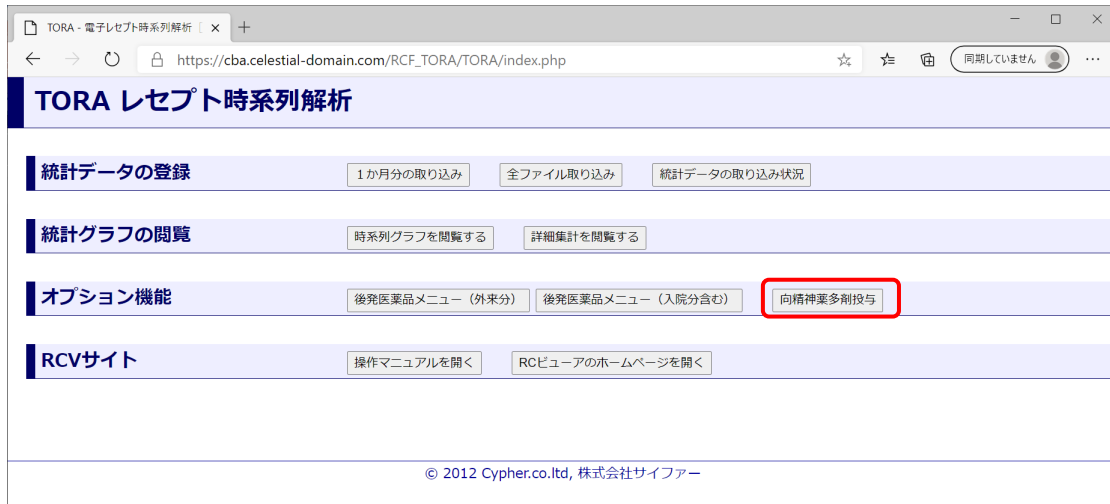 TORA - 電子レセプト時系列解析 [
https://cba.celestial-domain.com/RCF_TORA/TORA/index.php 同期していません
TORA レセプト時系列解析
統計データの登録 １か月分の取り込み 全ファイル取り込み 統計データの取り込み状況
統計グラフの閲覧 時系列グラフを閲覧する 詳細集計を閲覧する
オプション機能 後発医薬品メニュー（外来分） 後発医薬品メニュー（入院分含む） 向精神薬多剤投与
RCVサイト 操作マニュアルを開く RCビューアのホームページを開く
© 2012 Cypher.co.ltd, 株式会社サイファー